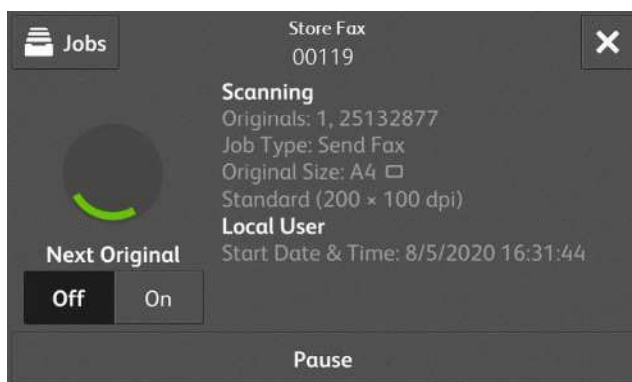 Jobs
Store Fax
00119
Scanning
Originals: 1, 25132877
Job Type: Send Fax
Original Size: A4
Standard (200 × 100 dpi)
Local User
Start Date & Time: 8/5/2020 16:31:44
Next Original
Off
On
Pause